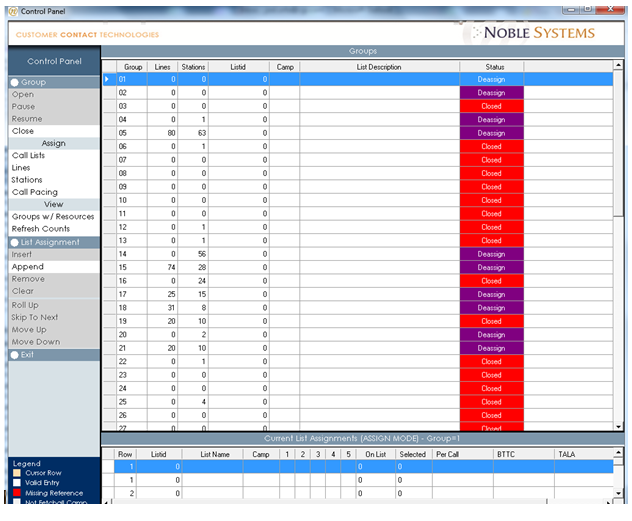 Control Panel
CUSTOMER CONTACT TECHNOLOGIES
NOBLE SYSTEMS
Control Panel
Group
Open
Pause
Resume
Close
Assign
Call Lists
Lines
Stations
Call Pacing
View
Groups w/ Resources
Refresh Counts
List Assignment
Insert
Append
Remove
Clear
Roll Up
Skip To Next
Move Up
Move Down
Exit
Legend
Cursor Row
Valid Entry
Missing Reference
Not Fetchall Camp
Groups
Group Lines Stations Listid Camp List Description Status
01 0 0 0 Deassign
02 0 0 0 Deassign
03 0 0 0 Closed
04 0 1 0 Deassign
05 80 63 0 Deassign
06 0 1 0 Closed
07 0 0 0 Closed
08 0 0 0 Closed
09 0 0 0 Closed
10 0 0 0 Closed
11 0 0 0 Closed
12 0 1 0 Closed
13 0 1 0 Closed
14 0 56 0 Deassign
15 74 28 0 Deassign
16 0 24 0 Closed
17 25 15 0 Deassign
18 31 8 0 Deassign
19 20 10 0 Closed
20 0 2 0 Deassign
21 20 10 0 Deassign
22 0 1 0 Closed
23 0 0 0 Closed
24 0 0 0 Closed
25 0 4 0 Closed
26 0 0 0 Closed
27 0 0 0 Closed
Current List Assignments (ASSIGN MODE) - Group=1
Row Listid List Name Camp 1 2 3 4 5 On List Selected Per Call BTTC TALA
1 0 0 0
1 0 0 0
2 0 0 0